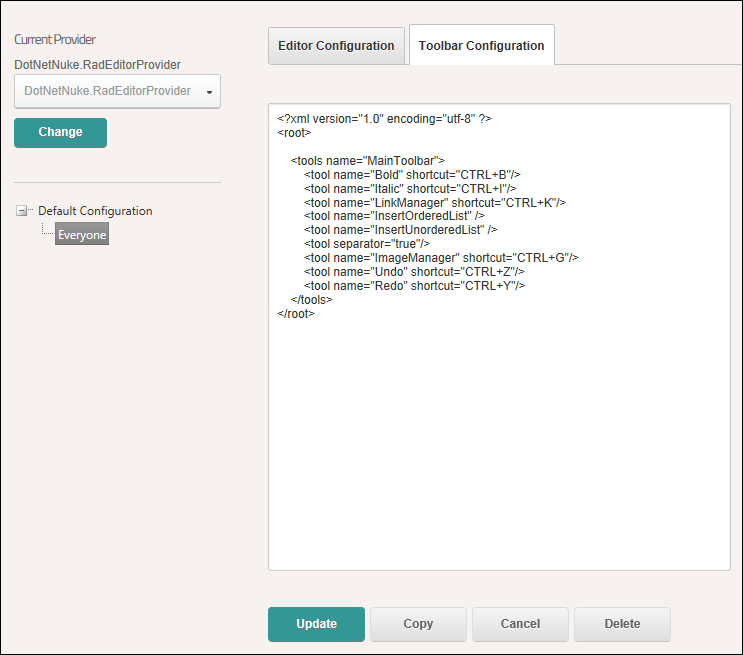 Current Provider
DotNetNuke.RadEditorProvider
DotNetNuke.RadEditorProvider
Change
Default Configuration
Everyone
Editor Configuration
Toolbar Configuration
<?xml version="1.0" encoding="utf-8" ?>
<root>
<tools name="MainToolbar">
<tool name="Bold" shortcut="CTRL+B"/>
<tool name="Italic" shortcut="CTRL+I"/>
<tool name="LinkManager" shortcut="CTRL+K"/>
<tool name="InsertOrderedList" />
<tool name="InsertUnorderedList" />
<tool separator="true"/>
<tool name="ImageManager" shortcut="CTRL+G"/>
<tool name="Undo" shortcut="CTRL+Z"/>
<tool name="Redo" shortcut="CTRL+Y"/>
</tools>
</root>
Update
Copy
Cancel
Delete